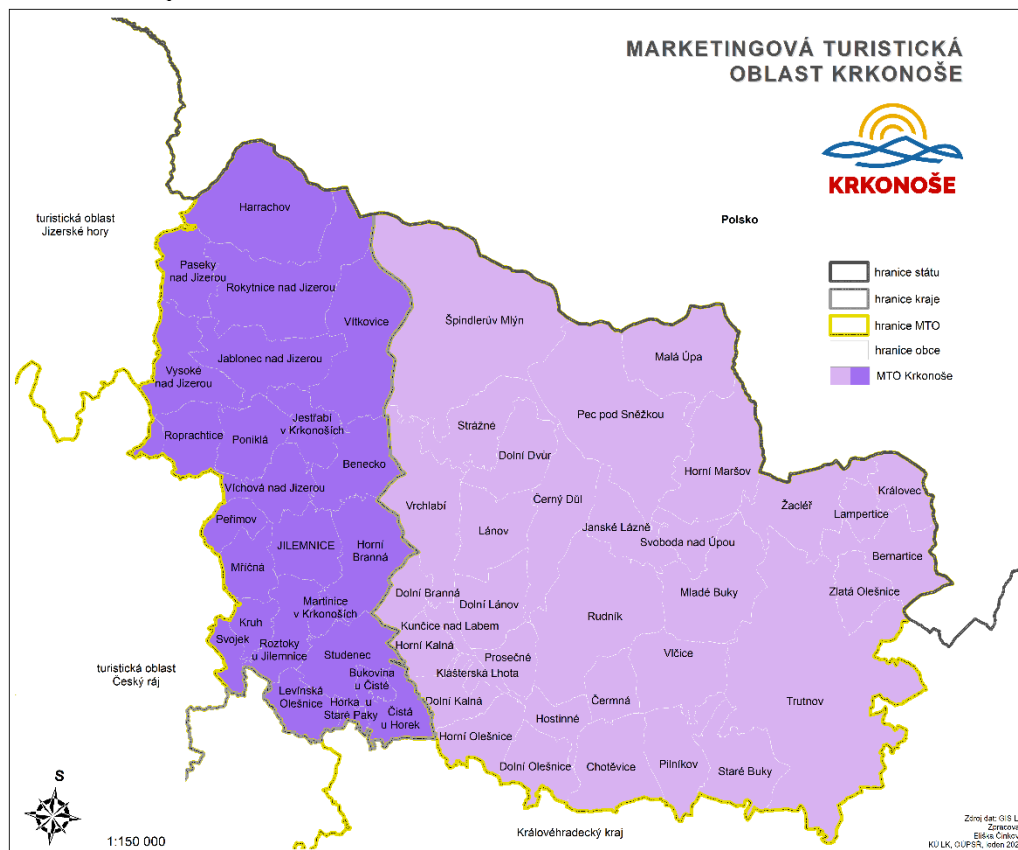 MARKETINGOVÁ TURISTICKÁ
OBLAST KRKONOŠE
KRKONOŠE
turistická oblast
Jizerské hory
Polsko
hranice státu
hranice kraje
hranice MTO
hranice obce
MTO Krkonoše
Harrachov
Paseky
nad Jizerou
Rokytnice nad Jizerou
Vítkovice
Špindlerův Mlýn
Malá Úpa
Jablonec nad Jizerou
Vysoké
nad Jizerou
Pec pod Sněžkou
Jestřabí
v Krkonoších
Strážné
Roprachtice
Poniklá
Dolní Dvůr
Benecko
Horní Maršov
Královec
Víchová nad Jizerou
Vrchlabí
Černý Důl
Žacléř
Lampertice
Peřimov
Lánov
Janské Lázně
Svoboda nad Úpou
JILEMNICE
Horní
Branná
Bernartice
Mříčná
Dolní Branná
Dolní Lánov
Mladé Buky
Zlatá Olešnice
Martinice
v Krkonoších
Rudník
Kruh
Kunčice nad Labem
Svojek
Roztoky
u Jilemnice
Studenec
Horní Kalná
Prosečné
Vlčice
turistická oblast
Český ráj
Bukovina
u Čisté
Klášterská Lhota
Levínská
Olešnice
Horka u
Staré Paky
Čistá
u Horek
Dolní Kalná
Čermná
Trutnov
Hostinné
Horní Olešnice
Dolní Olešnice
Chotěvice
Pilníkov
Staré Buky
S
1:150 000
Královéhradecký kraj
Zdroj dat: GIS L
Zpracova
Eliška Činkov